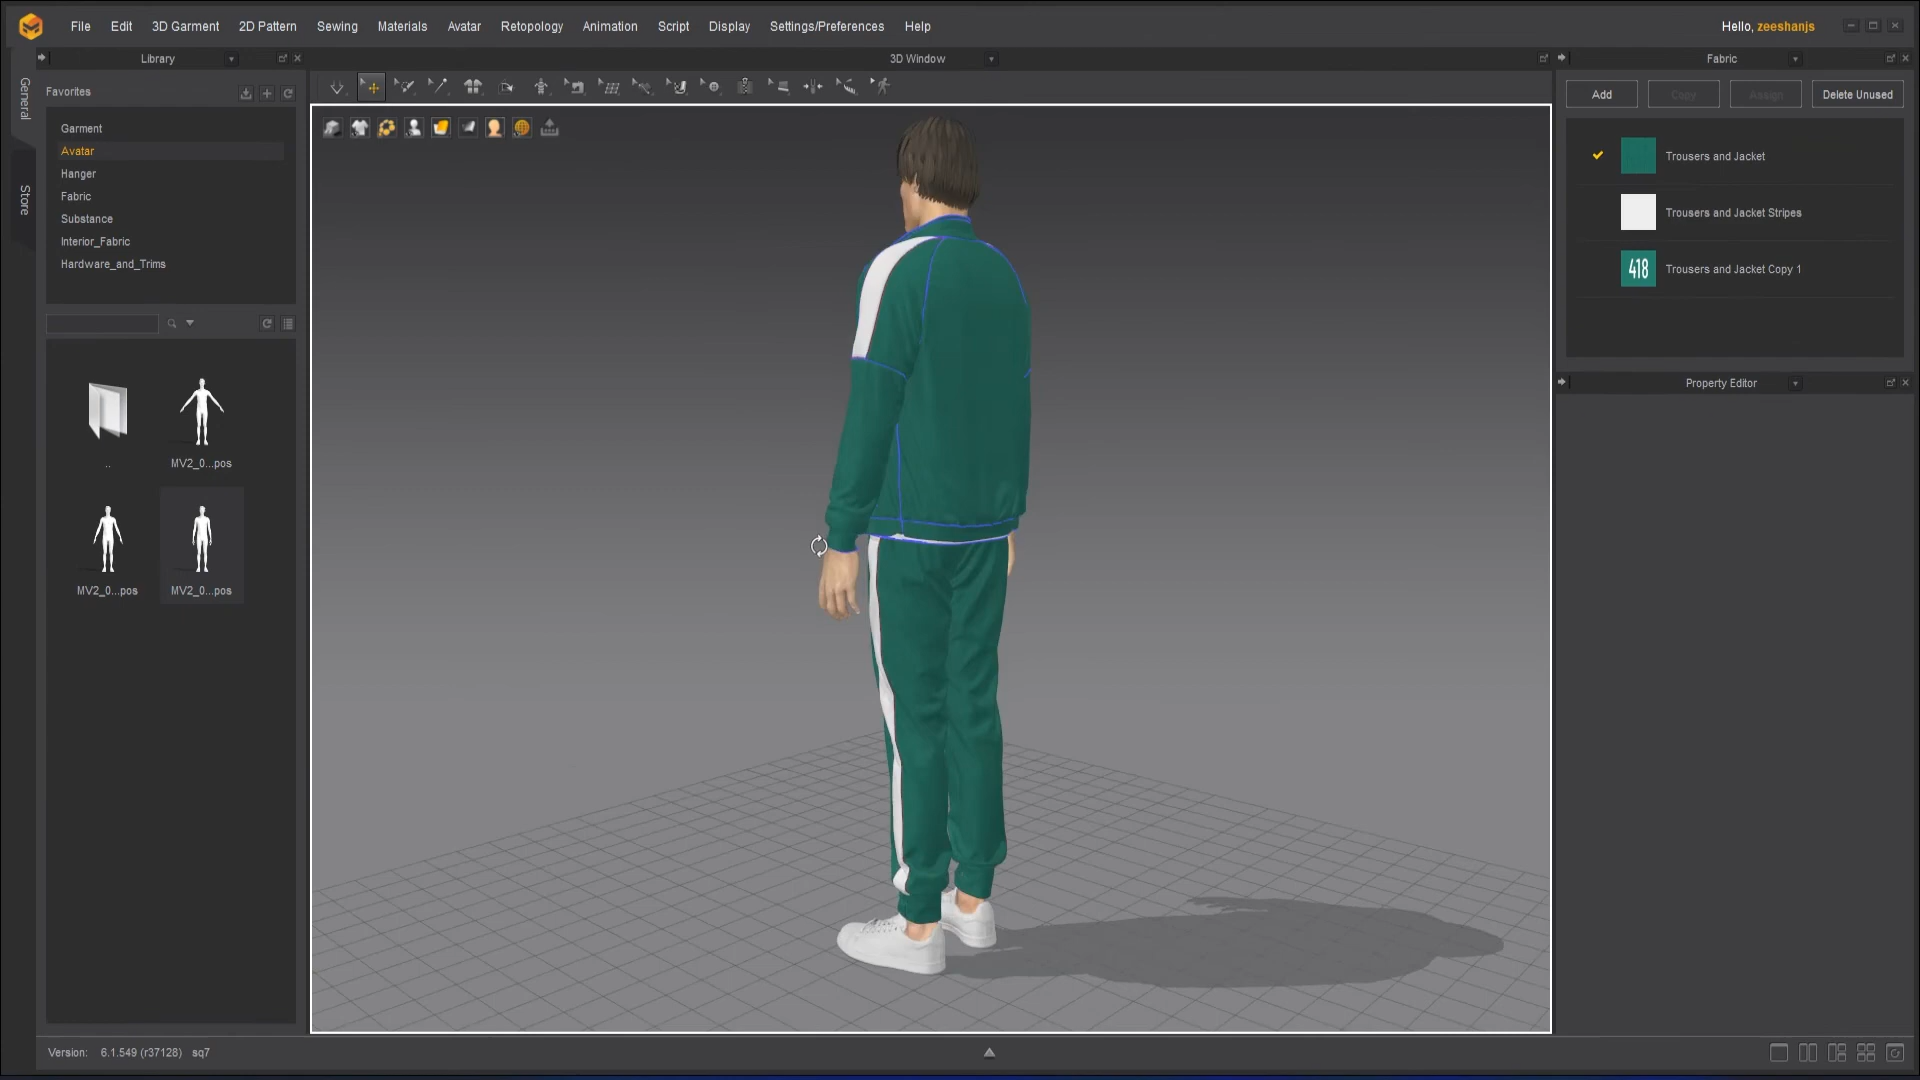 File Edit 3D Garment 2D Pattern Sewing Materials Avatar Retopology Animation Script Display Settings/Preferences Help Hello, zeeshanjs
Library 3D Window Fabric
General
Store
Favorites
Garment
Avatar
Hanger
Fabric
Substance
Interior_Fabric
Hardware_and_Trims
..
MV2_0...pos
MV2_0...pos
MV2_0...pos
Add Copy Assign Delete Unused
Trousers and Jacket
Trousers and Jacket Stripes
418 Trousers and Jacket Copy 1
Property Editor
Version: 6.1.549 (r37128) sq7